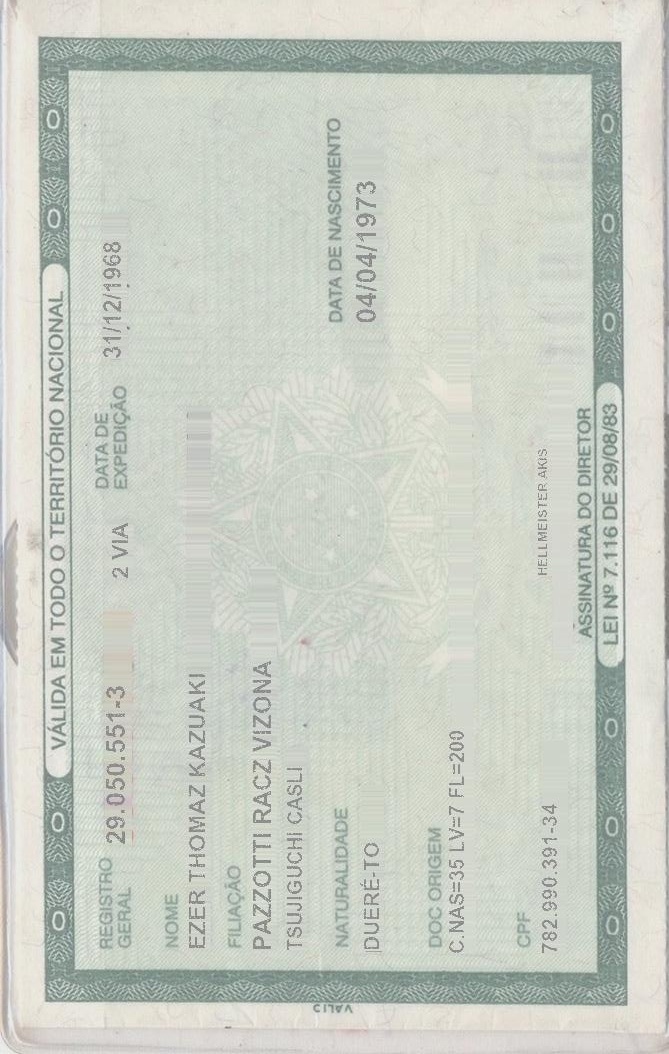 VÁLIDA EM TODO O TERRITÓRIO NACIONAL
REGISTRO GERAL 29.050.551-3 2 VIA DATA DE EXPEDIÇÃO 31/12/1968
NOME
EZER THOMAZ KAZUAKI
FILIAÇÃO
PAZZOTTI RACZ VIZONA
TSUJIGUCHI CASLI
NATURALIDADE DATA DE NASCIMENTO
DUERÉ-TO 04/04/1973
DOC ORIGEM
C.NAS=35 LV=7 FL=200
CPF
782.990.391-34 HELLMEISTER AKIS
ASSINATURA DO DIRETOR
LEI Nº 7.116 DE 29/08/83